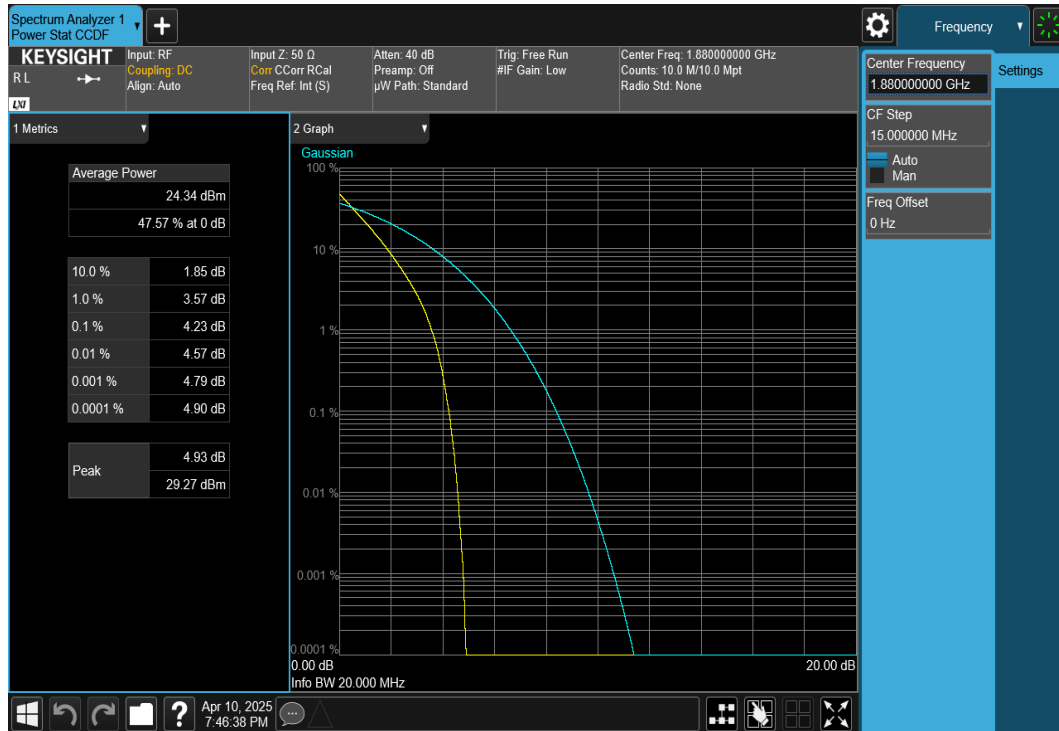 Spectrum Analyzer 1
Power Stat CCDF
Frequency
KEYSIGHT
R L
LXI
Input: RF
Coupling: DC
Align: Auto
Input Z: 50 Ω
Corr CCorr RCal
Freq Ref: Int (S)
Atten: 40 dB
Preamp: Off
µW Path: Standard
Trig: Free Run
#IF Gain: Low
Center Freq: 1.880000000 GHz
Counts: 10.0 M/10.0 Mpt
Radio Std: None
Center Frequency
1.880000000 GHz
Settings
CF Step
15.000000 MHz
Auto
Man
Freq Offset
0 Hz
1 Metrics
Average Power
24.34 dBm
47.57 % at 0 dB
10.0 % 1.85 dB
1.0 % 3.57 dB
0.1 % 4.23 dB
0.01 % 4.57 dB
0.001 % 4.79 dB
0.0001 % 4.90 dB
Peak 4.93 dB
29.27 dBm
2 Graph
Gaussian
100 %
10 %
1 %
0.1 %
0.01 %
0.001 %
0.0001 %
0.00 dB 20.00 dB
Info BW 20.000 MHz
?
Apr 10, 2025
7:46:38 PM